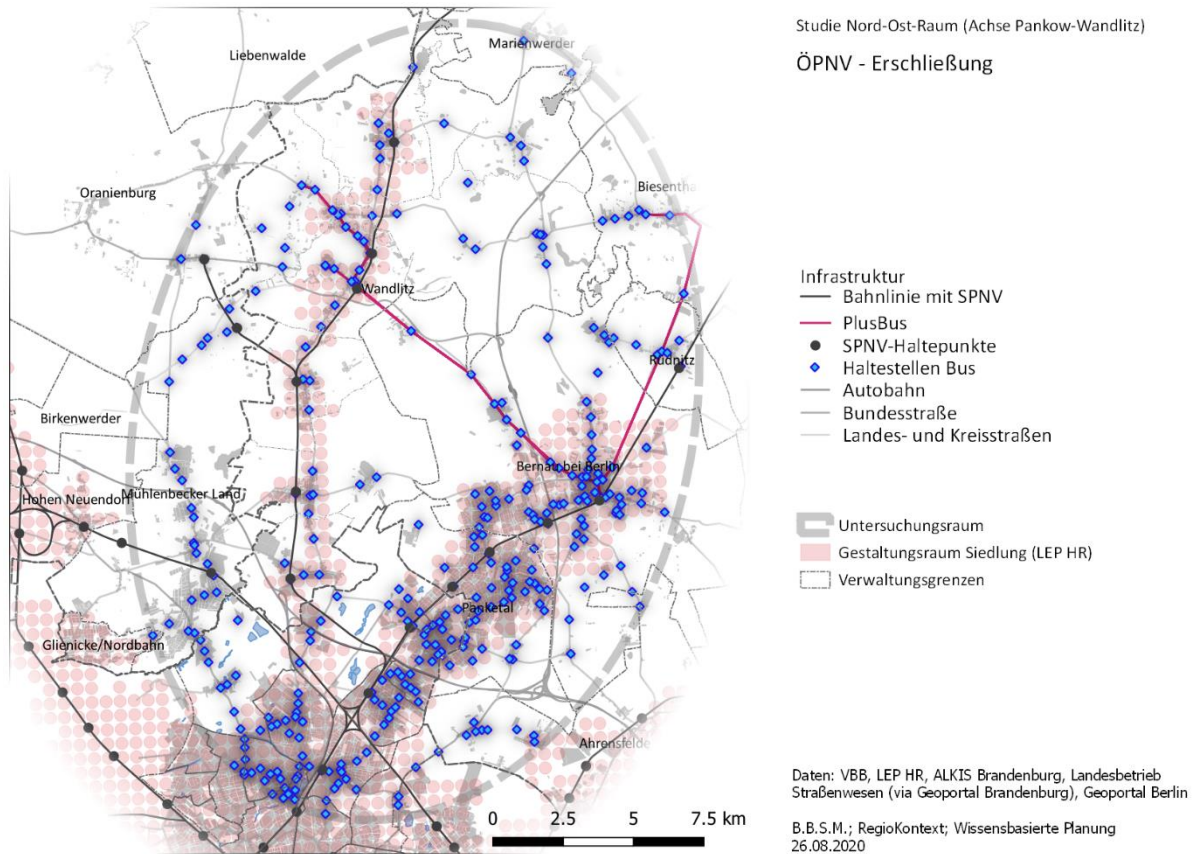 Studie Nord-Ost-Raum (Achse Pankow-Wandlitz)
ÖPNV - Erschließung
Liebenwalde
Marienwerder
Oranienburg
Biesentha
Wandlitz
Rüdnitz
Birkenwerder
Bernau bei Berlin
Hohen Neuendorf
Mühlenbecker Land
Panketal
Glienicke/Nordbahn
Ahrensfelde
0 2.5 5 7.5 km
Infrastruktur
Bahnlinie mit SPNV
PlusBus
SPNV-Haltepunkte
Haltestellen Bus
Autobahn
Bundesstraße
Landes- und Kreisstraßen
Untersuchungsraum
Gestaltungsraum Siedlung (LEP HR)
Verwaltungsgrenzen
Daten: VBB, LEP HR, ALKIS Brandenburg, Landesbetrieb
Straßenwesen (via Geoportal Brandenburg), Geoportal Berlin
B.B.S.M.; RegioKontext; Wissensbasierte Planung
26.08.2020